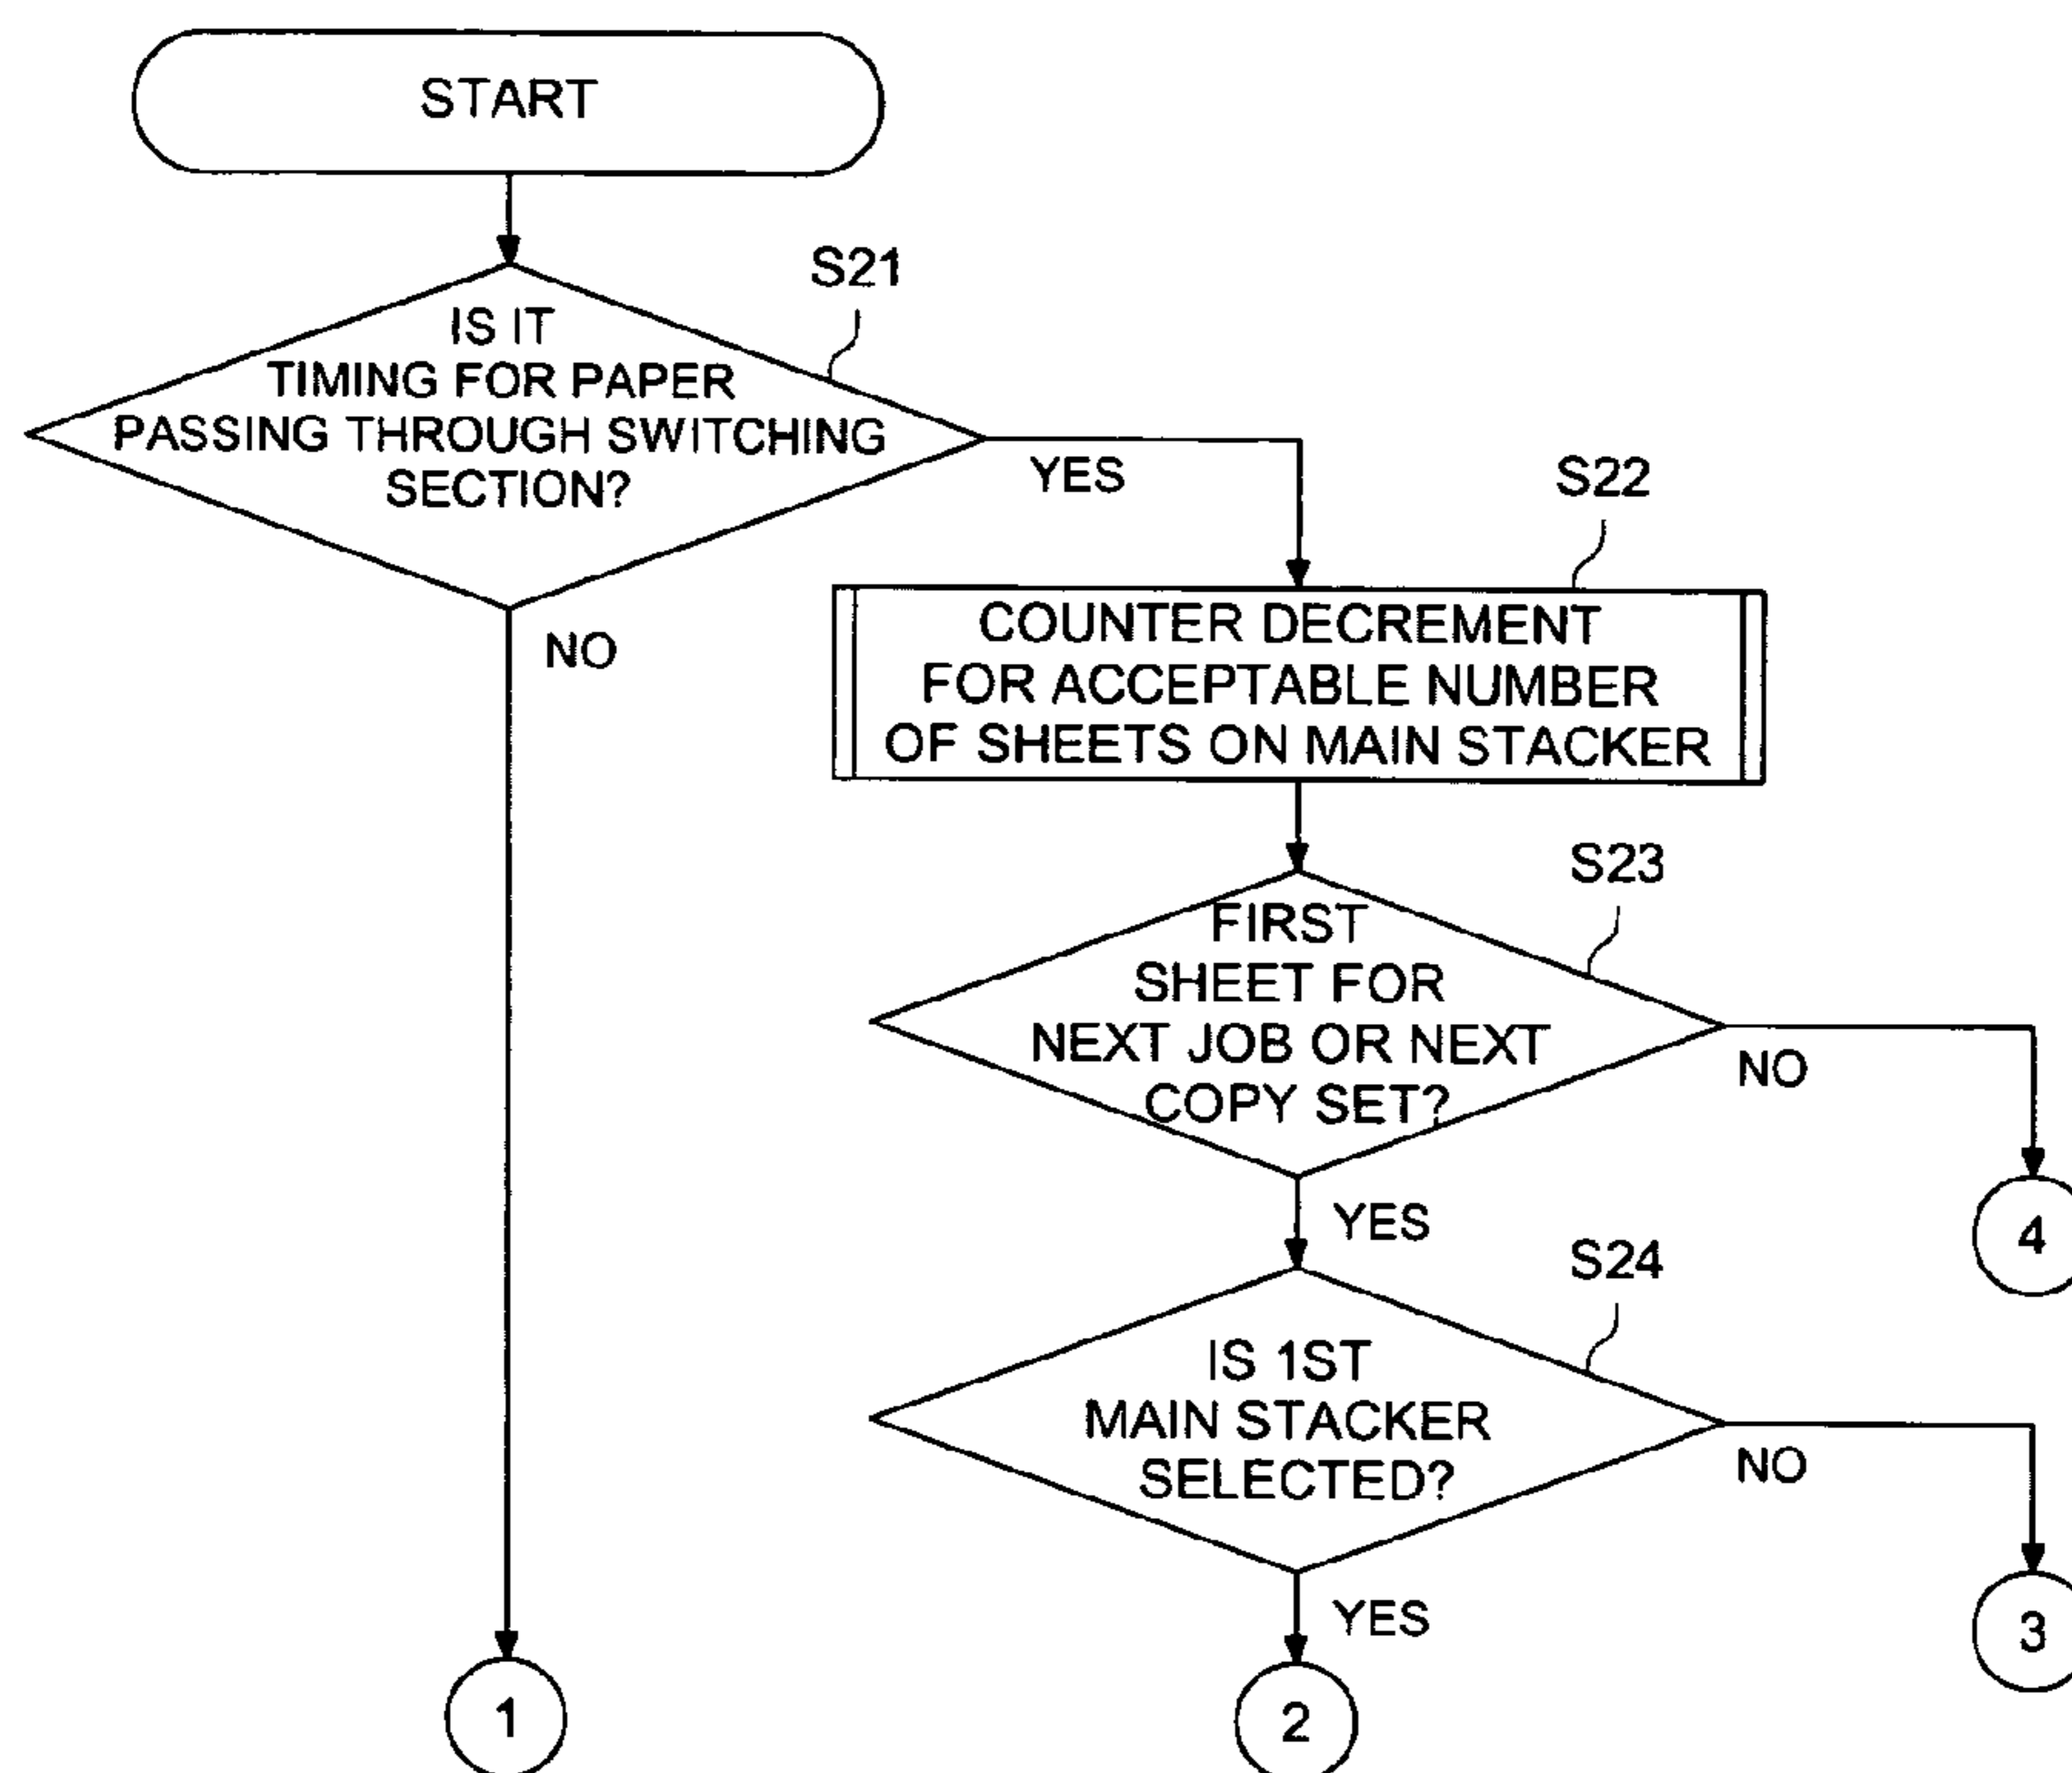 START
S21
IS IT
TIMING FOR PAPER
PASSING THROUGH SWITCHING
SECTION?
YES
NO
S22
COUNTER DECREMENT
FOR ACCEPTABLE NUMBER
OF SHEETS ON MAIN STACKER
S23
FIRST
SHEET FOR
NEXT JOB OR NEXT
COPY SET?
NO
YES
4
S24
IS 1ST
MAIN STACKER
SELECTED?
NO
YES
3
1
2